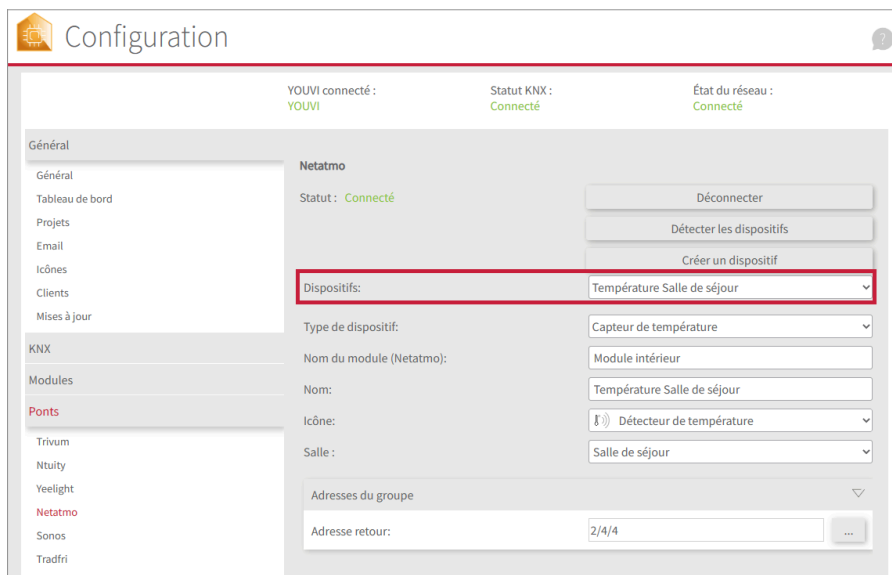 Configuration
?
YOUVI connecté :
YOUVI
Statut KNX :
Connecté
État du réseau :
Connecté
Général
Général
Tableau de bord
Projets
Email
Icônes
Clients
Mises à jour
KNX
Modules
Ponts
Trivum
Ntuity
Yeelight
Netatmo
Sonos
Tradfri
Netatmo
Statut : Connecté
Déconnecter
Détecter les dispositifs
Créer un dispositif
Dispositifs: Température Salle de séjour
Type de dispositif: Capteur de température
Nom du module (Netatmo): Module intérieur
Nom: Température Salle de séjour
Icône: Détecteur de température
Salle : Salle de séjour
Adresses du groupe
Adresse retour: 2/4/4 ...